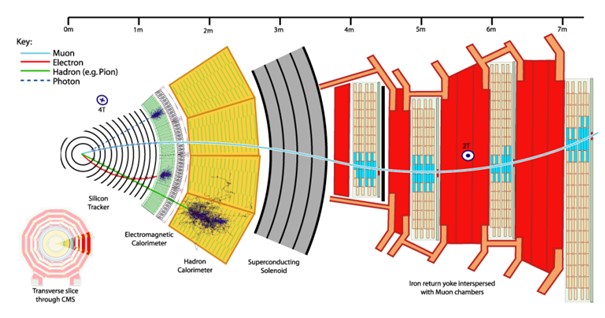 0m 1m 2m 3m 4m 5m 6m 7m
Key:
Muon
Electron
Hadron (e.g. Pion)
Photon
4T
2T
Silicon
Tracker
Electromagnetic
Calorimeter
Hadron
Calorimeter
Superconducting
Solenoid
Iron return yoke interspersed
with Muon chambers
Transverse slice
through CMS